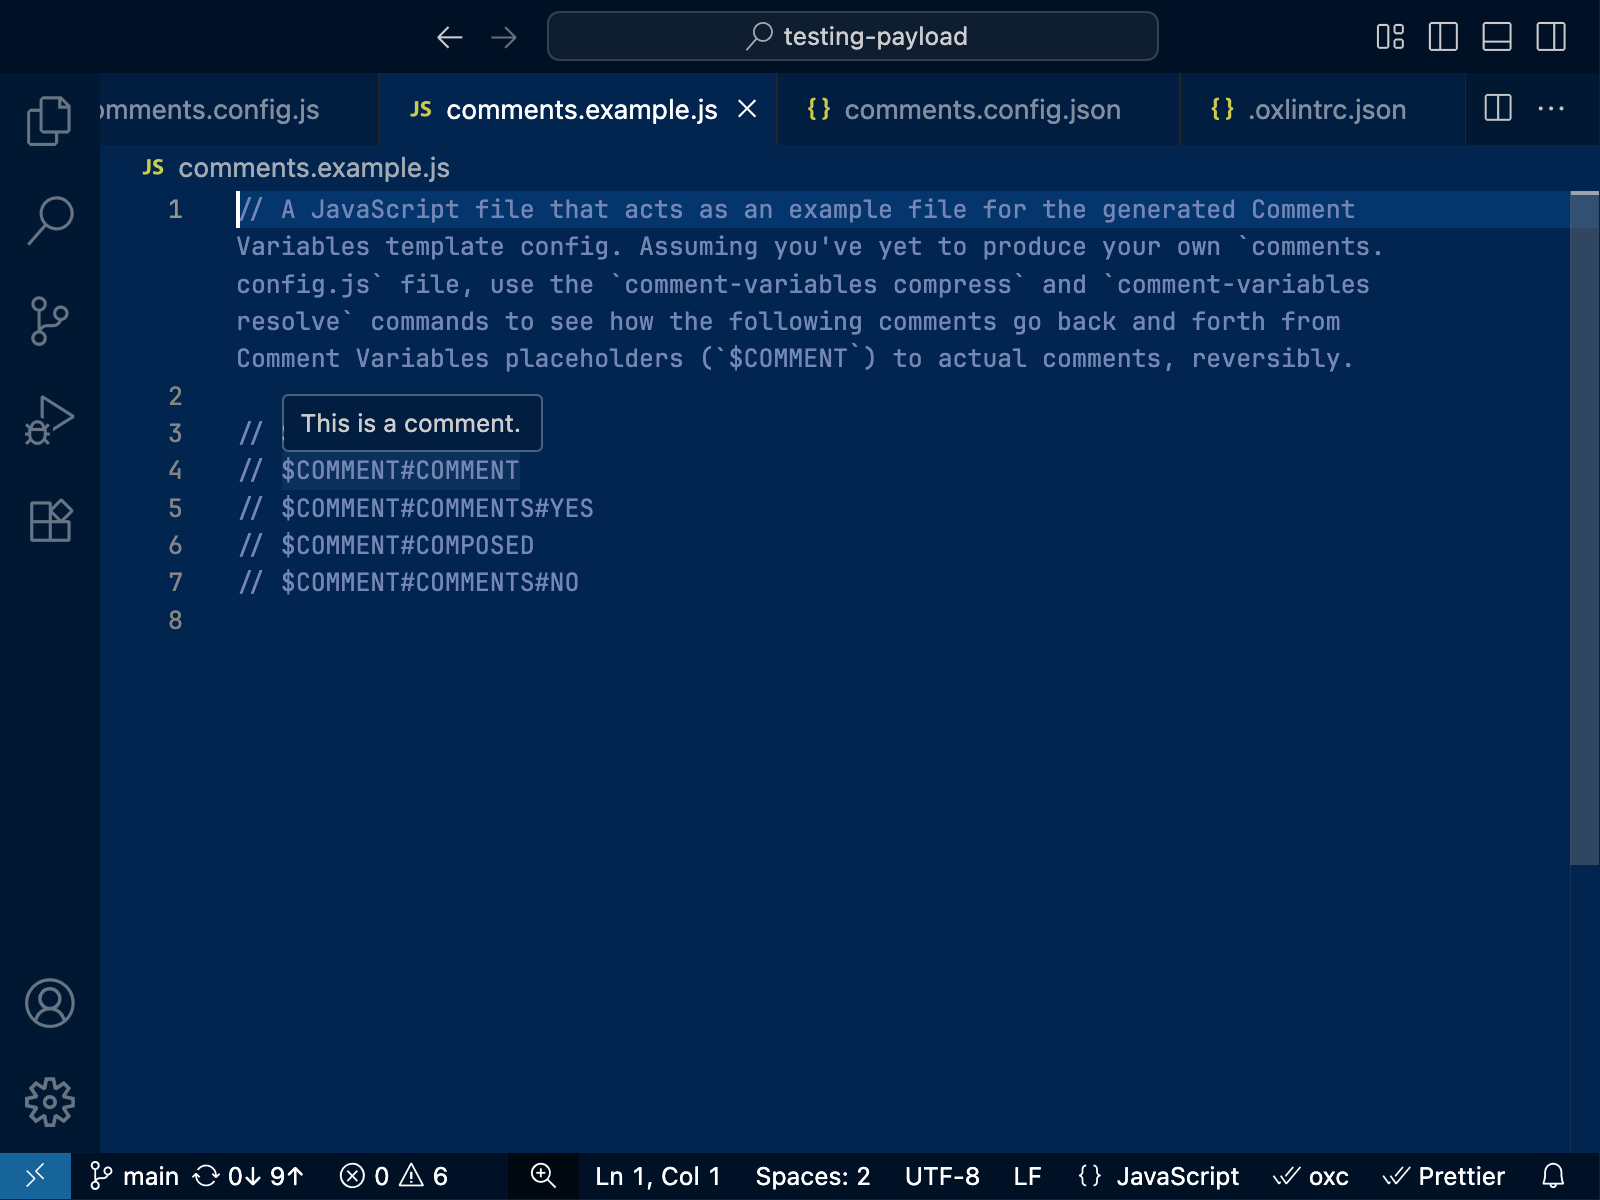 testing-payload
omments.config.js
JS comments.example.js
{} comments.config.json
{} .oxlintrc.json
JS comments.example.js
1 // A JavaScript file that acts as an example file for the generated Comment
Variables template config. Assuming you've yet to produce your own `comments.
config.js` file, use the `comment-variables compress` and `comment-variables
resolve` commands to see how the following comments go back and forth from
Comment Variables placeholders (`$COMMENT`) to actual comments, reversibly.
2
This is a comment.
3 //
4 // $COMMENT#COMMENT
5 // $COMMENT#COMMENTS#YES
6 // $COMMENT#COMPOSED
7 // $COMMENT#COMMENTS#NO
8
main 0↓ 9↑ 0 6 Ln 1, Col 1 Spaces: 2 UTF-8 LF {} JavaScript oxc Prettier